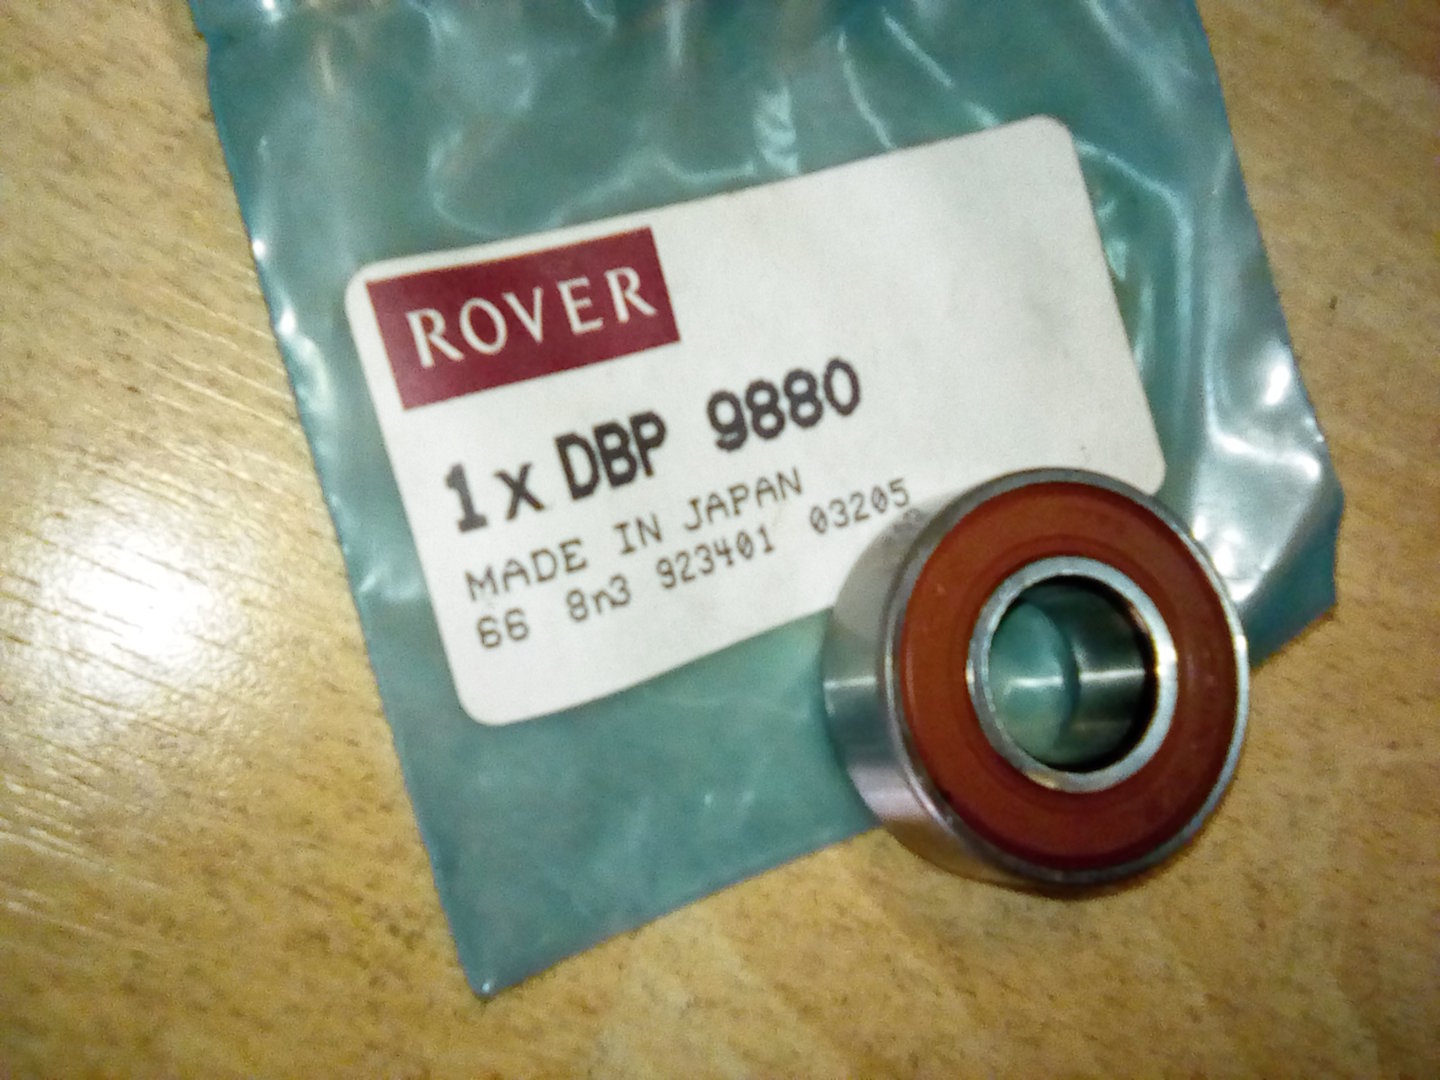 ROVER
1 x DBP 9880
MADE IN JAPAN
66 8n3 923401 03205